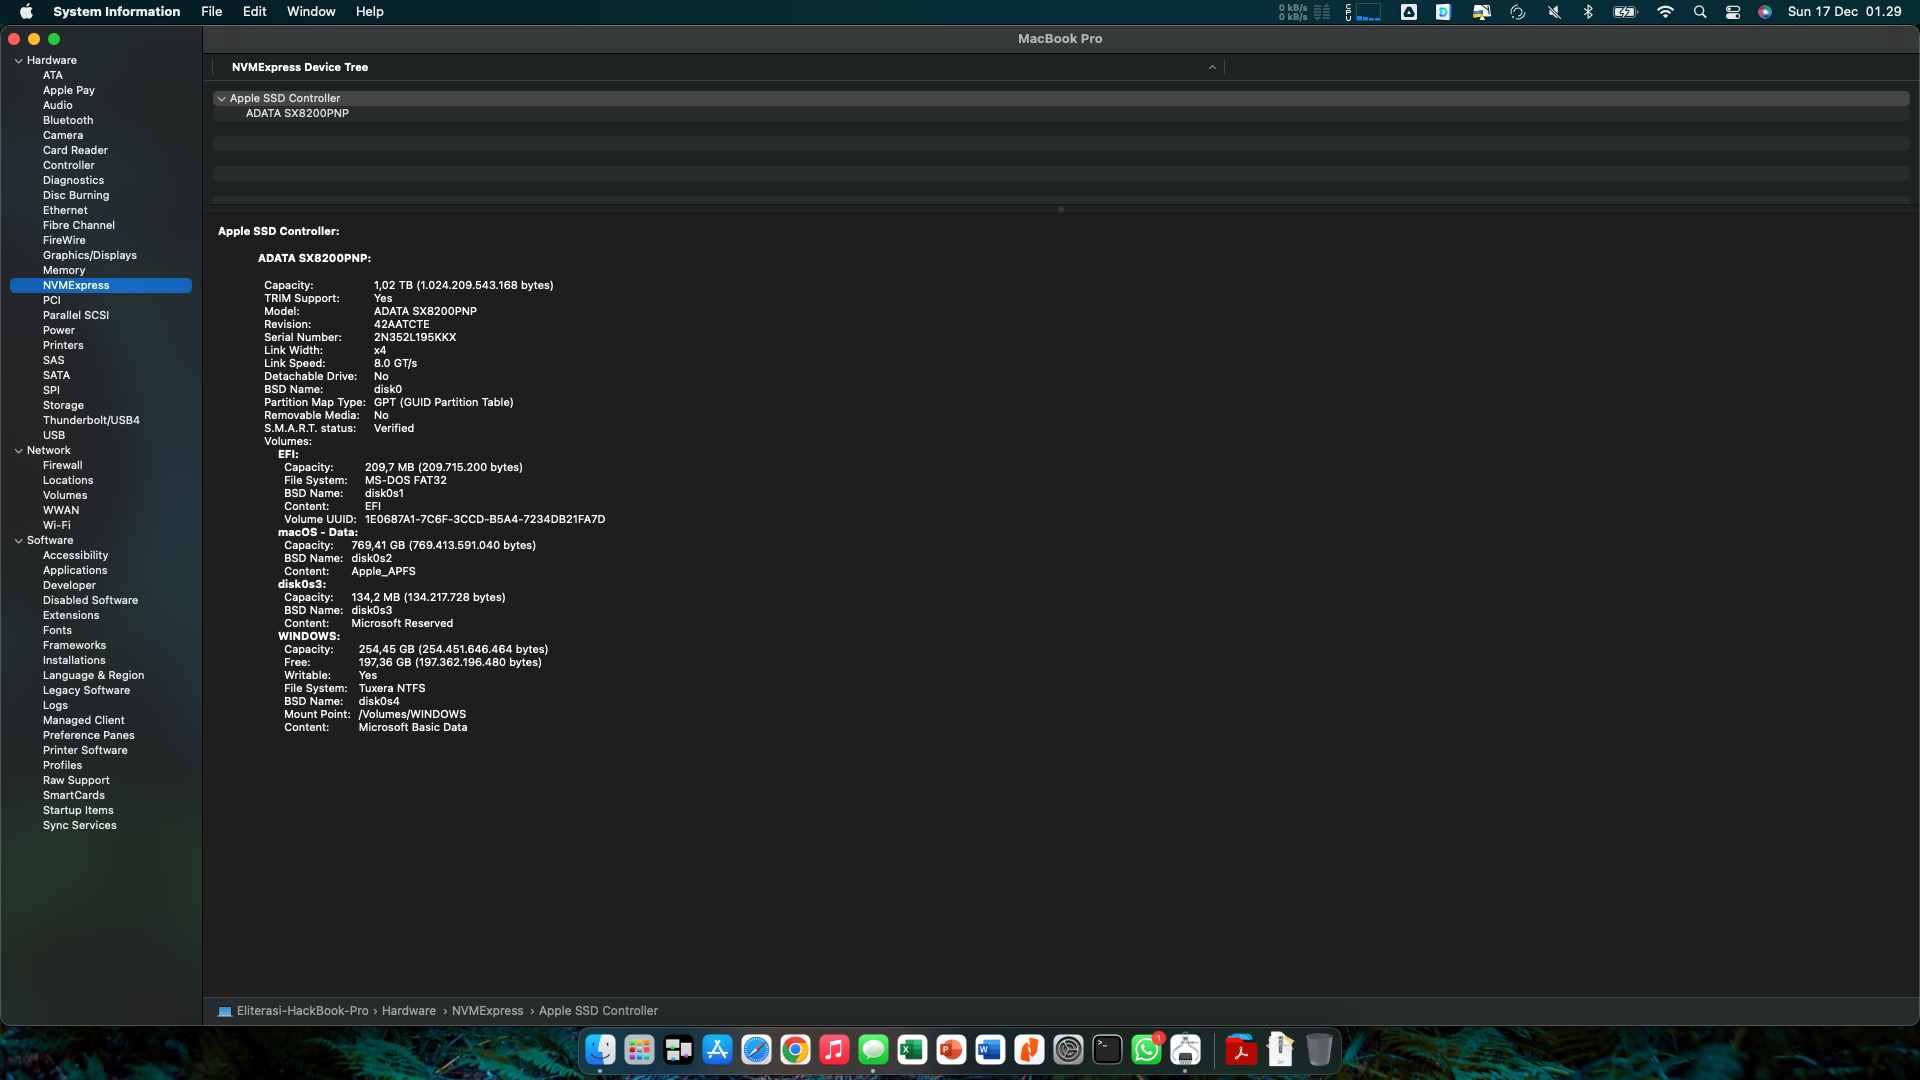 System Information File Edit Window Help
0 kB/s
0 kB/s
CPU
Sun 17 Dec 01.29
MacBook Pro
Hardware
ATA
Apple Pay
Audio
Bluetooth
Camera
Card Reader
Controller
Diagnostics
Disc Burning
Ethernet
Fibre Channel
FireWire
Graphics/Displays
Memory
NVMExpress
PCI
Parallel SCSI
Power
Printers
SAS
SATA
SPI
Storage
Thunderbolt/USB4
USB
Network
Firewall
Locations
Volumes
WWAN
Wi-Fi
Software
Accessibility
Applications
Developer
Disabled Software
Extensions
Fonts
Frameworks
Installations
Language & Region
Legacy Software
Logs
Managed Client
Preference Panes
Printer Software
Profiles
Raw Support
SmartCards
Startup Items
Sync Services
NVMExpress Device Tree
Apple SSD Controller
ADATA SX8200PNP
Apple SSD Controller:
ADATA SX8200PNP:
Capacity: 1,02 TB (1.024.209.543.168 bytes)
TRIM Support: Yes
Model: ADATA SX8200PNP
Revision: 42AATCTE
Serial Number: 2N352L195KKX
Link Width: x4
Link Speed: 8.0 GT/s
Detachable Drive: No
BSD Name: disk0
Partition Map Type: GPT (GUID Partition Table)
Removable Media: No
S.M.A.R.T. status: Verified
Volumes:
EFI:
Capacity: 209,7 MB (209.715.200 bytes)
File System: MS-DOS FAT32
BSD Name: disk0s1
Content: EFI
Volume UUID: 1E0687A1-7C6F-3CCD-B5A4-7234DB21FA7D
macOS - Data:
Capacity: 769,41 GB (769.413.591.040 bytes)
BSD Name: disk0s2
Content: Apple_APFS
disk0s3:
Capacity: 134,2 MB (134.217.728 bytes)
BSD Name: disk0s3
Content: Microsoft Reserved
WINDOWS:
Capacity: 254,45 GB (254.451.646.464 bytes)
Free: 197,36 GB (197.362.196.480 bytes)
Writable: Yes
File System: Tuxera NTFS
BSD Name: disk0s4
Mount Point: /Volumes/WINDOWS
Content: Microsoft Basic Data
Eliterasi-HackBook-Pro › Hardware › NVMExpress › Apple SSD Controller
1